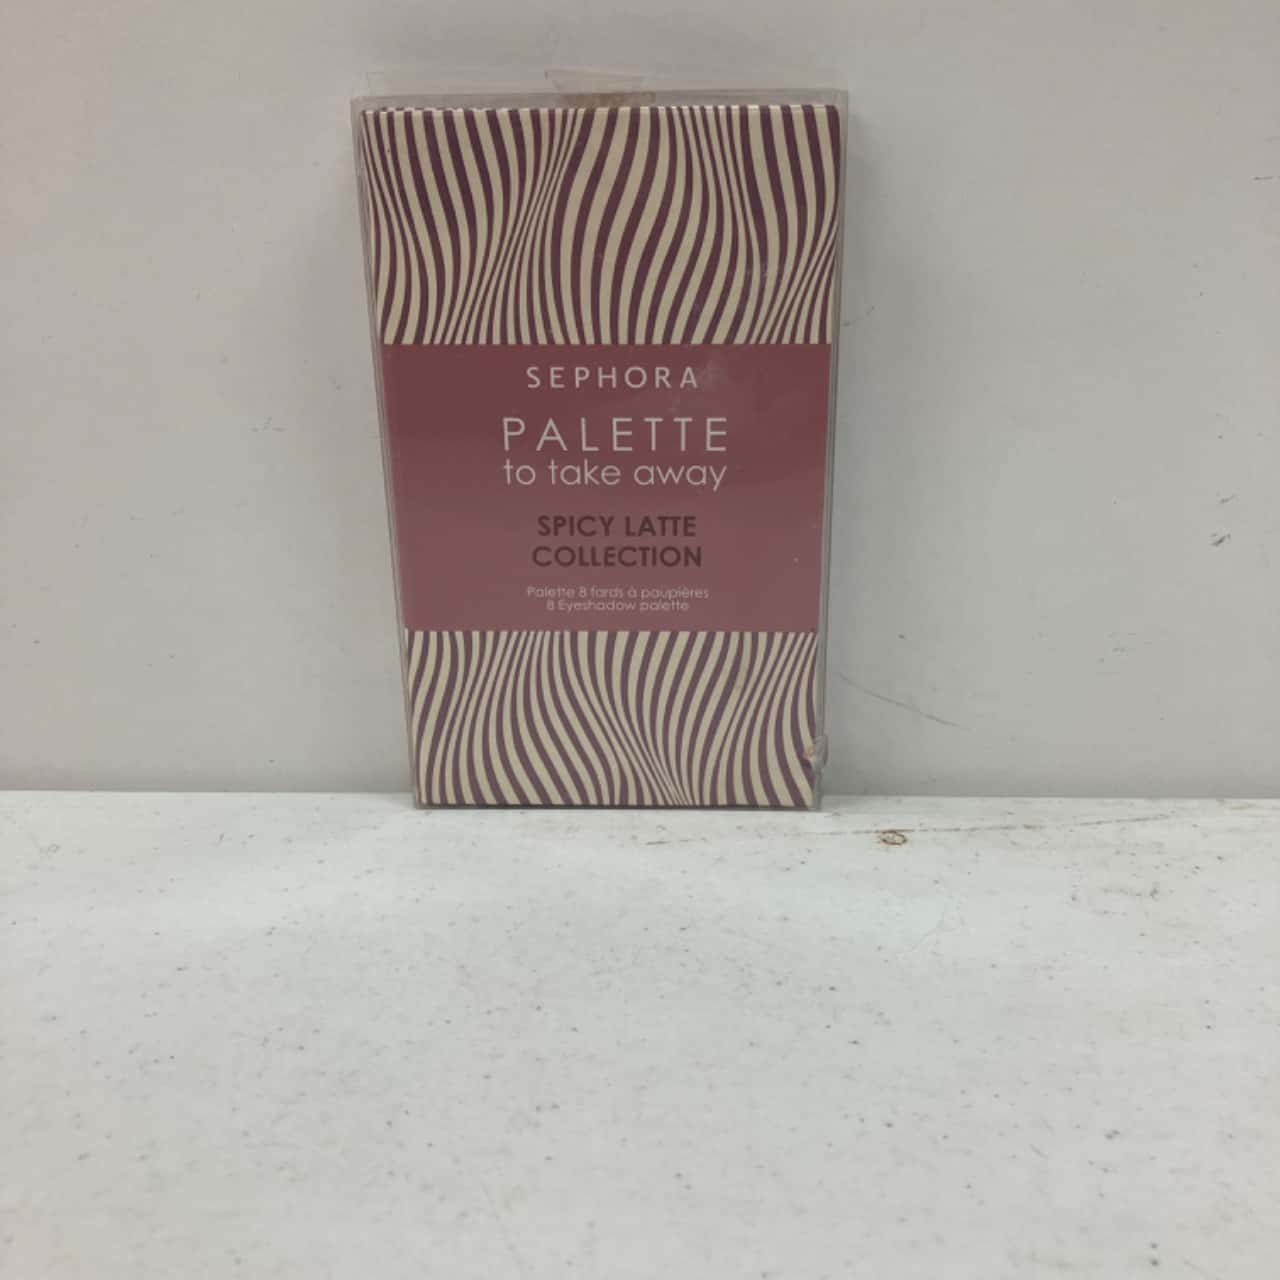 SEPHORA
PALETTE
to take away
SPICY LATTE
COLLECTION
Palette 8 fards à paupières
8 Eyeshadow palette